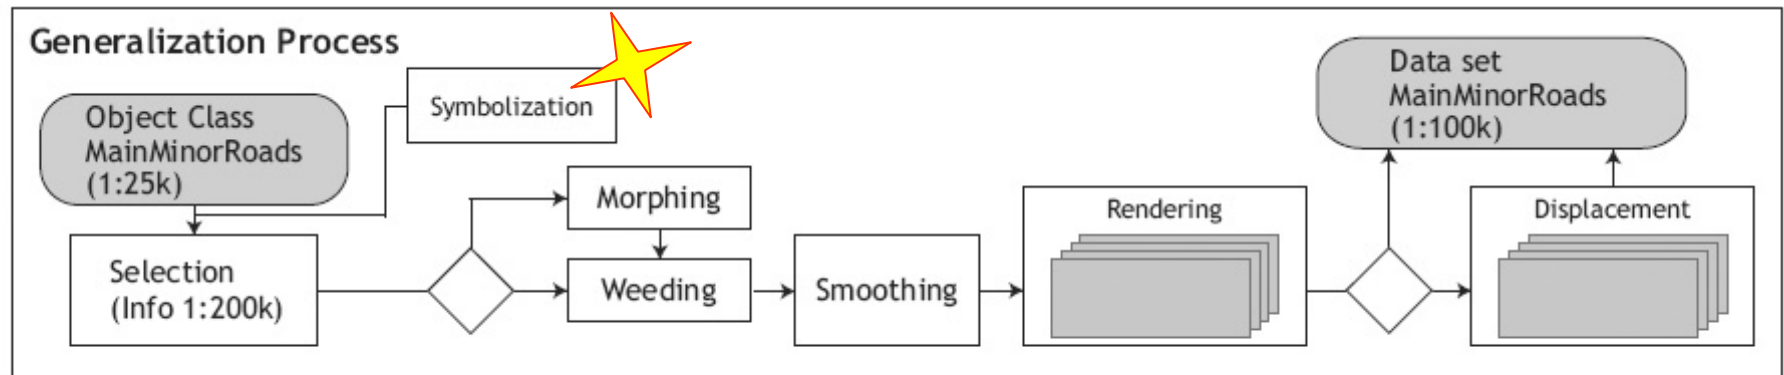 Generalization Process
Object Class
MainMinorRoads
(1:25k)
Symbolization
Selection
(Info 1:200k)
Morphing
Weeding
Smoothing
Rendering
Data set
MainMinorRoads
(1:100k)
Displacement